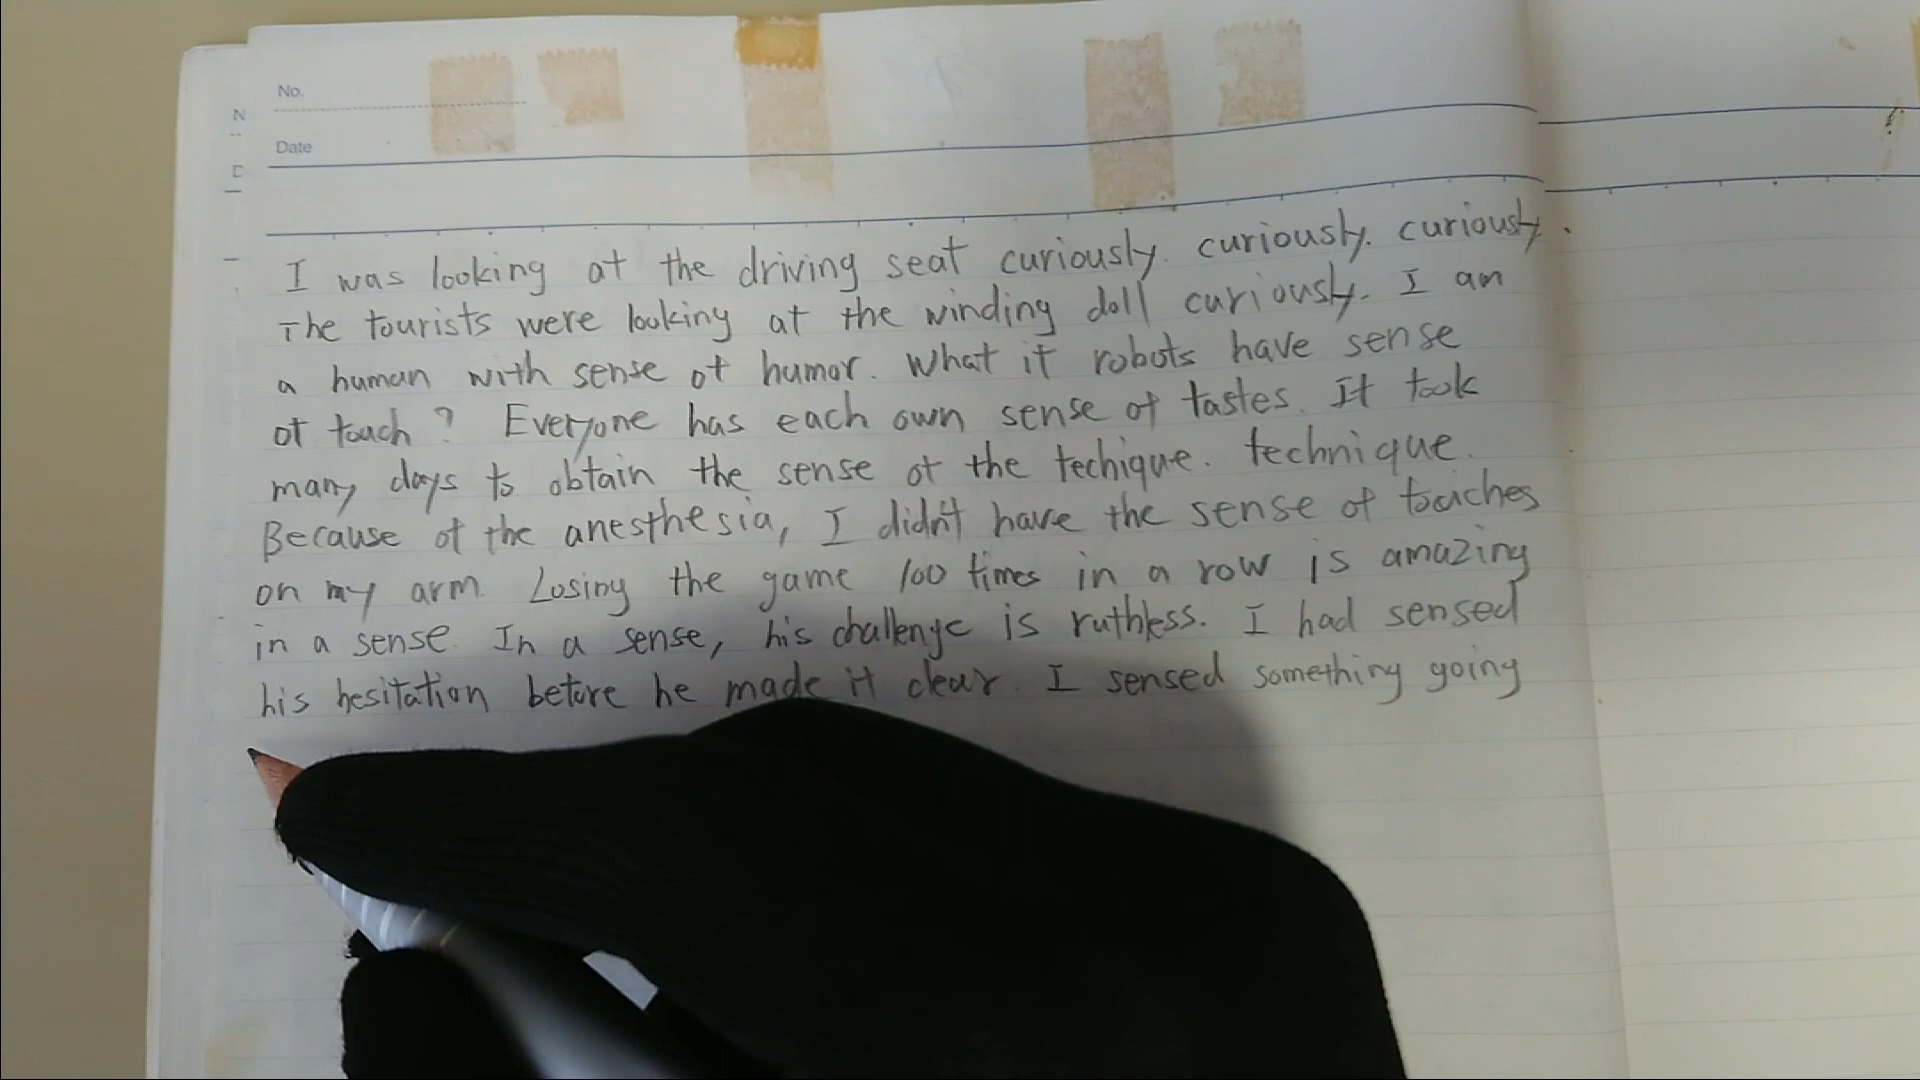 No.
Date
I was looking at the driving seat curiously. curiously. curiously.
The tourists were looking at the winding doll curiously. I am
a human with sense of humor. What if robots have sense
of touch? Everyone has each own sense of tastes. It took
many days to obtain the sense of the techique. technique.
Because of the anesthesia, I didn't have the sense of touches
on my arm. Losing the game 100 times in a row is amazing
in a sense. In a sense, his challenge is ruthless. I had sensed
his hesitation before he made it clear. I sensed something going